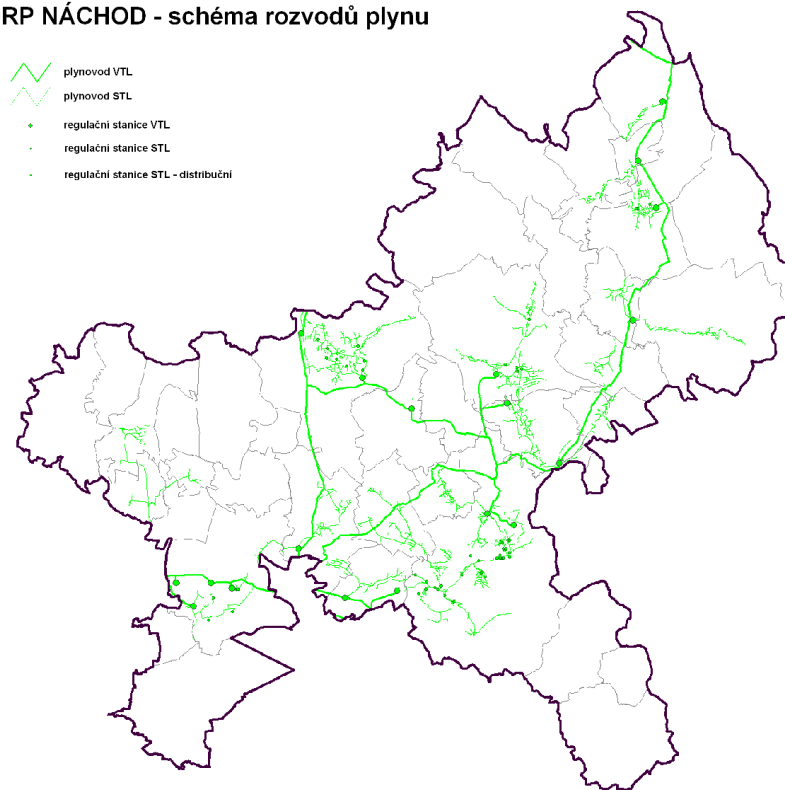 RP NÁCHOD - schéma rozvodů plynu
plynovod VTL
plynovod STL
regulační stanice VTL
regulační stanice STL
regulační stanice STL - distribuční